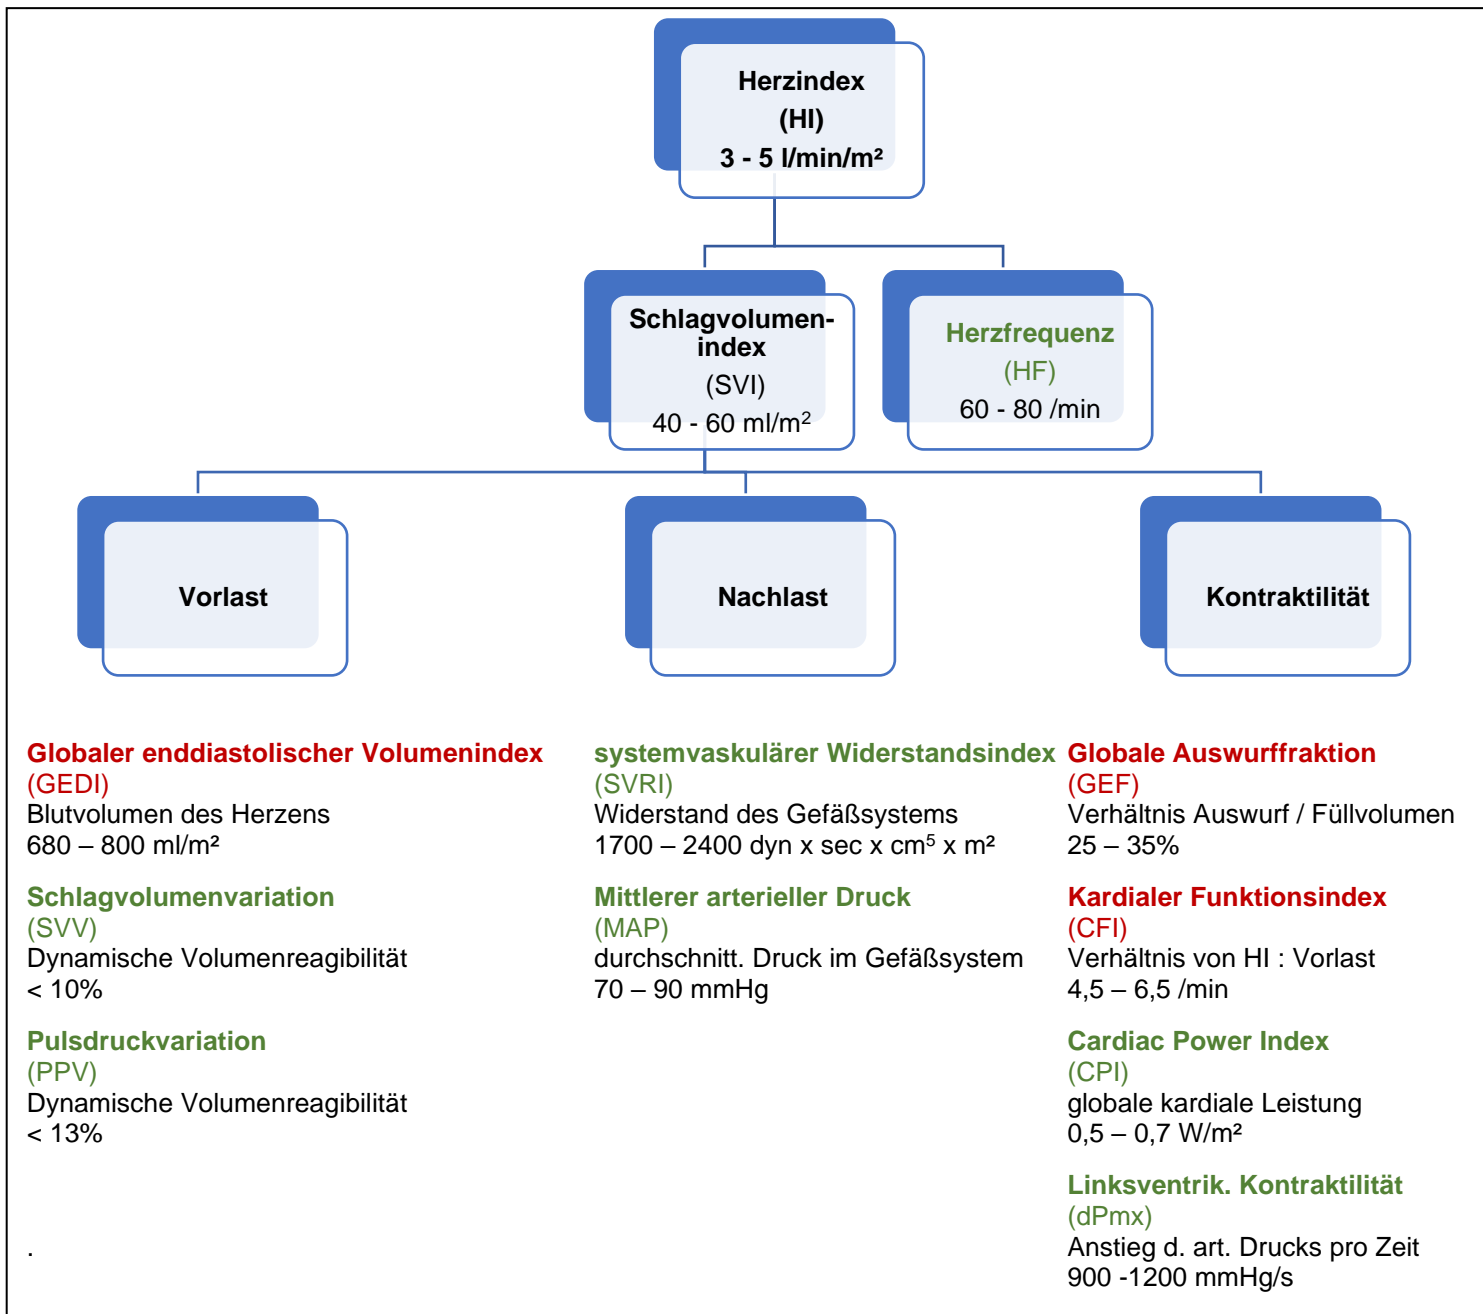 Herzindex
(HI)
3 - 5 l/min/m²
Schlagvolumen-
index
(SVI)
40 - 60 ml/m²
Herzfrequenz
(HF)
60 - 80 /min
Vorlast
Nachlast
Kontraktilität
Globaler enddiastolischer Volumenindex
(GEDI)
Blutvolumen des Herzens
680 – 800 ml/m²
Schlagvolumenvariation
(SVV)
Dynamische Volumenreagibilität
< 10%
Pulsdruckvariation
(PPV)
Dynamische Volumenreagibilität
< 13%
.
systemvaskulärer Widerstandsindex
(SVRI)
Widerstand des Gefäßsystems
1700 – 2400 dyn x sec x cm⁵ x m²
Mittlerer arterieller Druck
(MAP)
durchschnitt. Druck im Gefäßsystem
70 – 90 mmHg
Globale Auswurffraktion
(GEF)
Verhältnis Auswurf / Füllvolumen
25 – 35%
Kardialer Funktionsindex
(CFI)
Verhältnis von HI : Vorlast
4,5 – 6,5 /min
Cardiac Power Index
(CPI)
globale kardiale Leistung
0,5 – 0,7 W/m²
Linksventrik. Kontraktilität
(dPmx)
Anstieg d. art. Drucks pro Zeit
900 -1200 mmHg/s